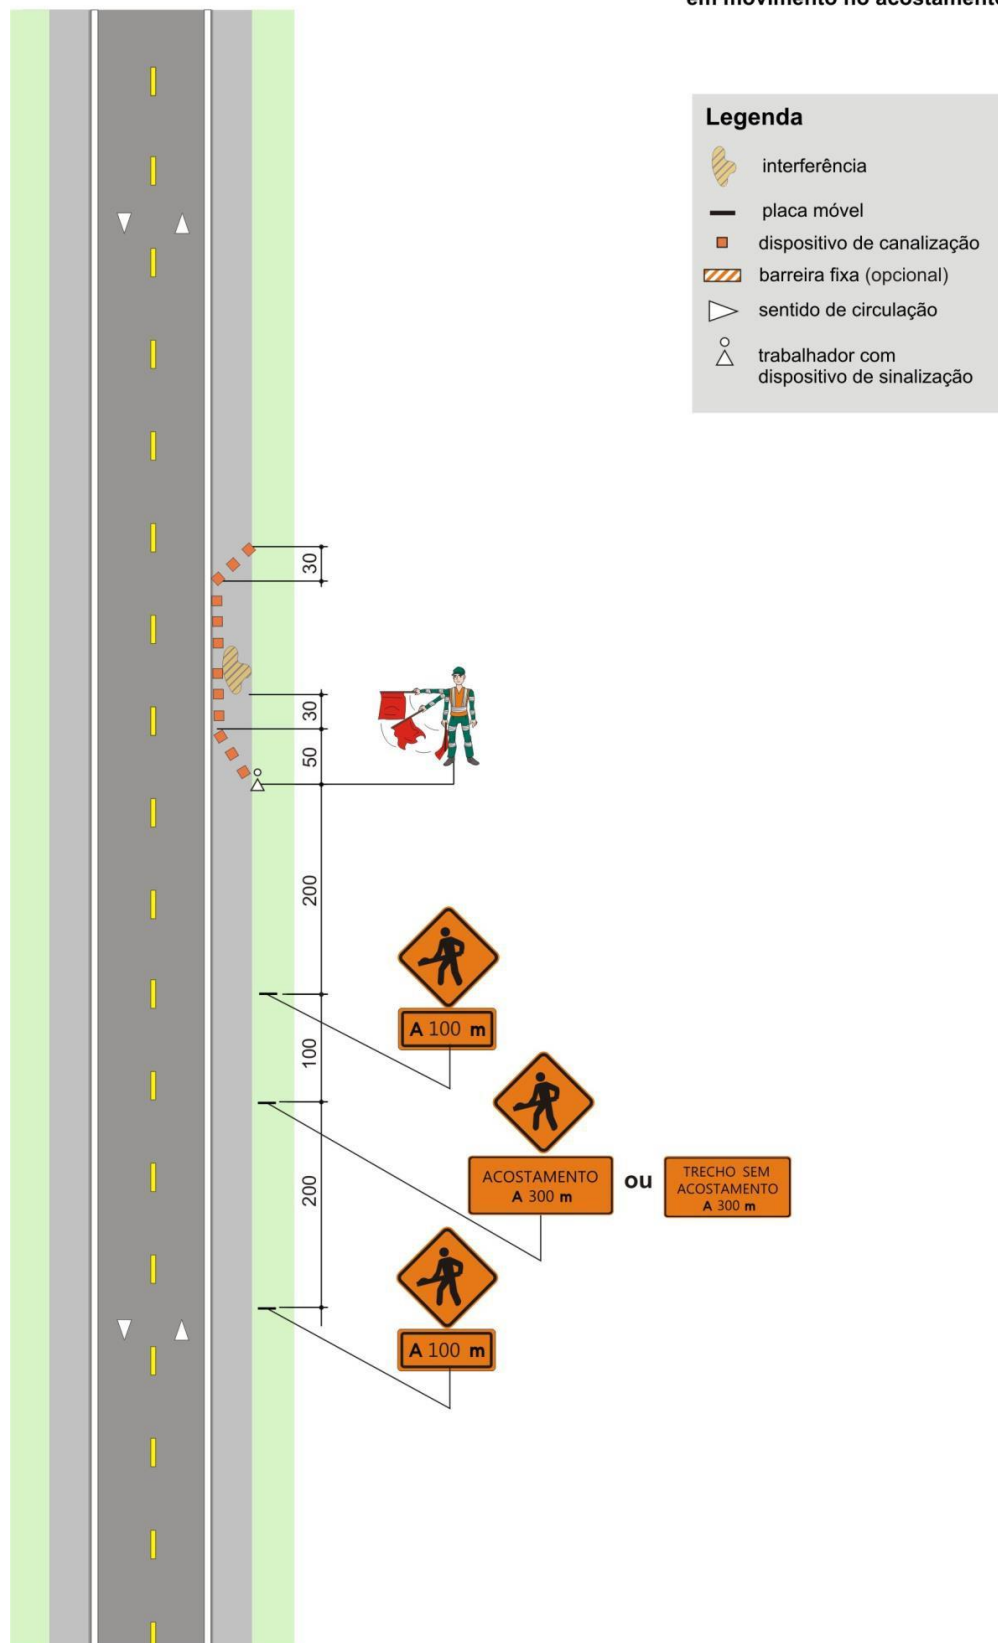 em movimento no acostamento
Legenda
interferência
placa móvel
dispositivo de canalização
barreira fixa (opcional)
sentido de circulação
trabalhador com
dispositivo de sinalização
30
30
50
200
A 100 m
100
ACOSTAMENTO
A 300 m
ou
TRECHO SEM
ACOSTAMENTO
A 300 m
200
A 100 m